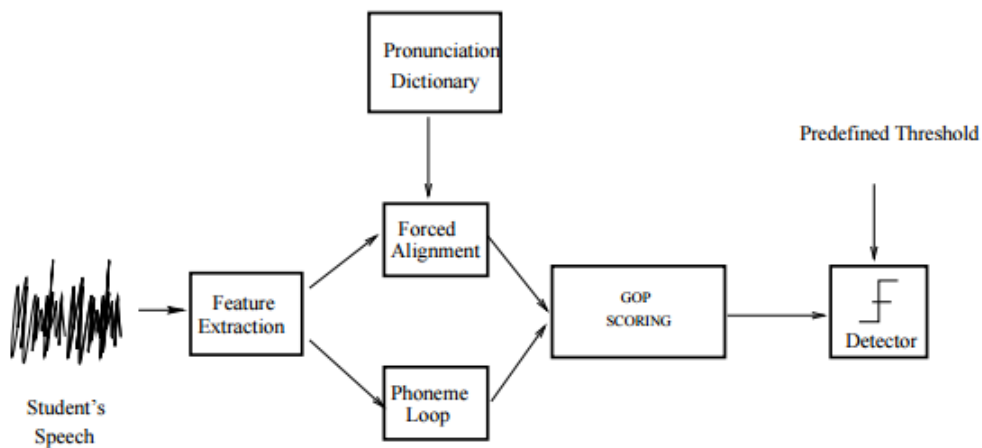 Pronunciation
Dictionary
Predefined Threshold
Forced
Alignment
Feature
Extraction
GOP
SCORING
Detector
Phoneme
Loop
Student's
Speech